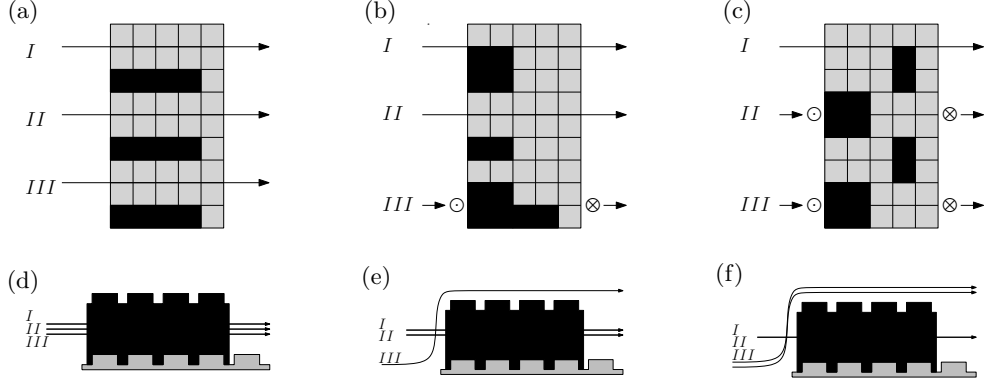 (a) (b) (c)
I I I
II II II
III III III
(d) (e) (f)
I I I
II II II
III III III